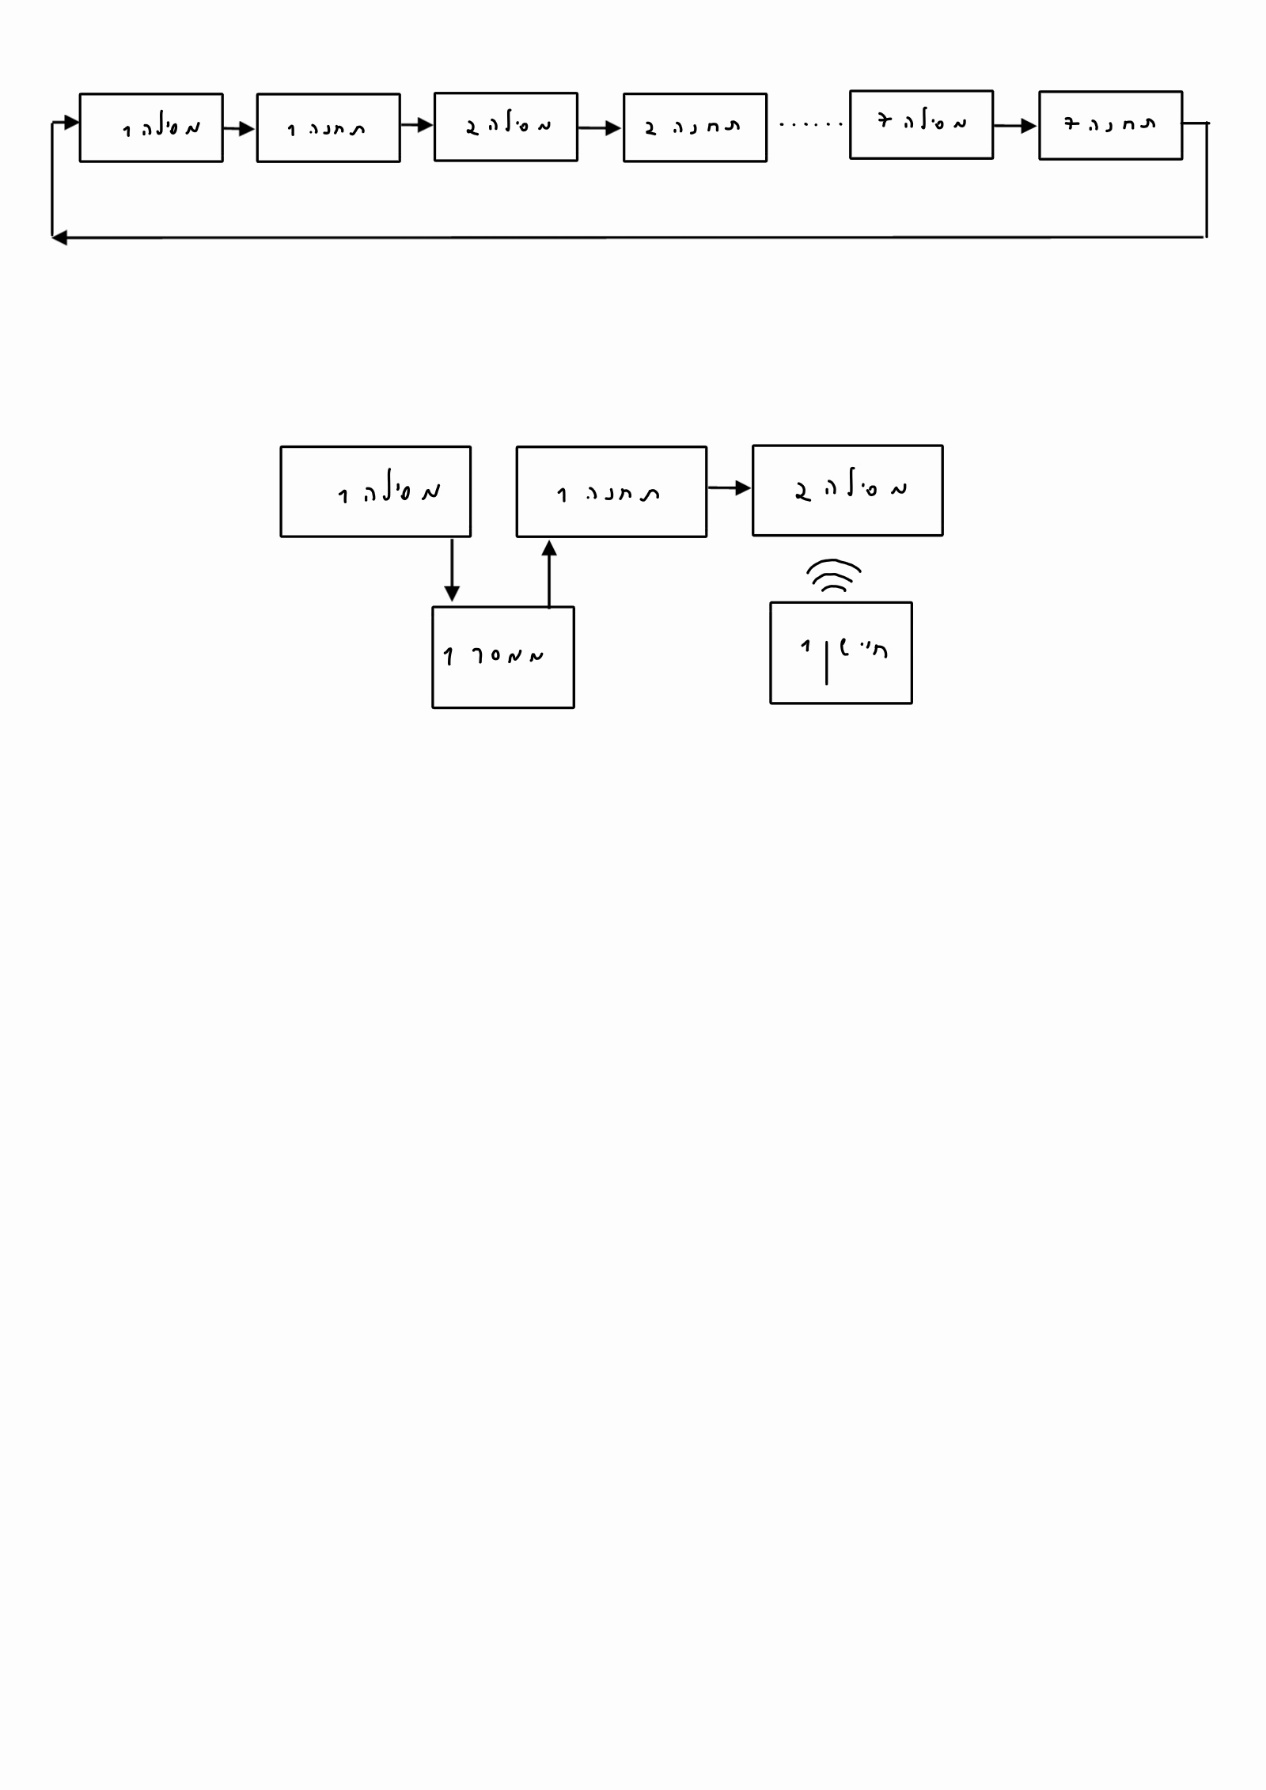 מסילה 1
תחנה 1
מסילה 2
תחנה 2
......
מסילה 7
תחנה 7
מסילה 1
תחנה 1
מסילה 2
ממסר 1
חיישן 1